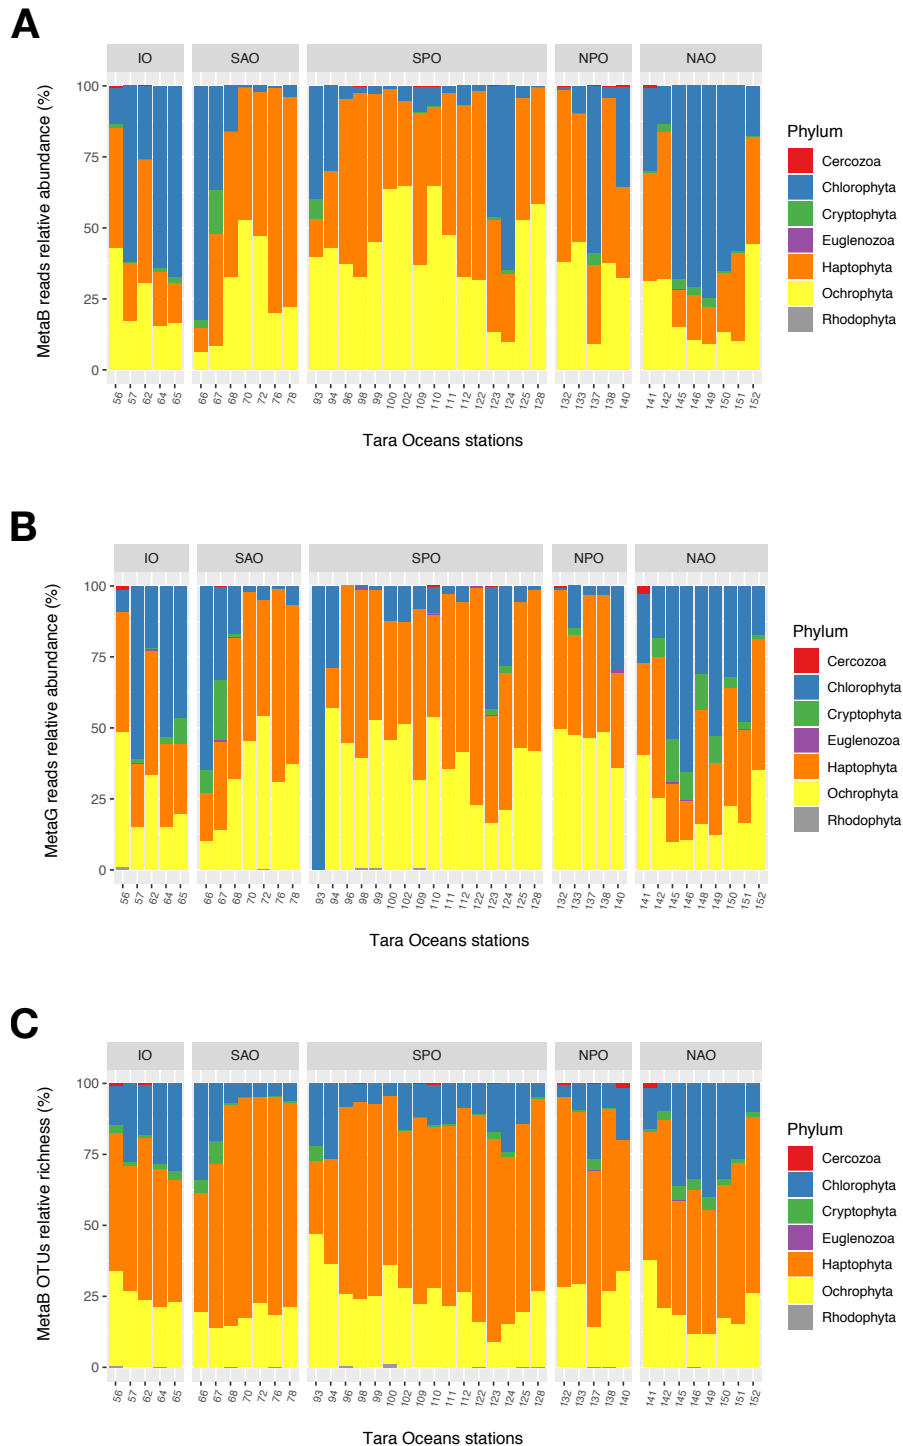 A
IO SAO SPO NPO NAO
MetaB reads relative abundance (%)
100
75
50
25
0
56 57 62 64 65 66 67 68 70 72 76 78 93 94 96 98 99 100 102 109 110 111 112 122 123 124 125 128 132 133 137 138 140 141 142 145 146 149 150 151 152
Tara Oceans stations
Phylum
Cercozoa
Chlorophyta
Cryptophyta
Euglenozoa
Haptophyta
Ochrophyta
Rhodophyta
B
IO SAO SPO NPO NAO
MetaG reads relative abundance (%)
100
75
50
25
0
56 57 62 64 65 66 67 68 70 72 76 78 93 94 96 98 99 100 102 109 110 111 112 122 123 124 125 128 132 133 137 138 140 141 142 145 146 148 149 150 151 152
Tara Oceans stations
Phylum
Cercozoa
Chlorophyta
Cryptophyta
Euglenozoa
Haptophyta
Ochrophyta
Rhodophyta
C
IO SAO SPO NPO NAO
MetaB OTUs relative richness (%)
100
75
50
25
0
56 57 62 64 65 66 67 68 70 72 76 78 93 94 96 98 99 100 102 109 110 111 112 122 123 124 125 128 132 133 137 138 140 141 142 145 146 149 150 151 152
Tara Oceans stations
Phylum
Cercozoa
Chlorophyta
Cryptophyta
Euglenozoa
Haptophyta
Ochrophyta
Rhodophyta